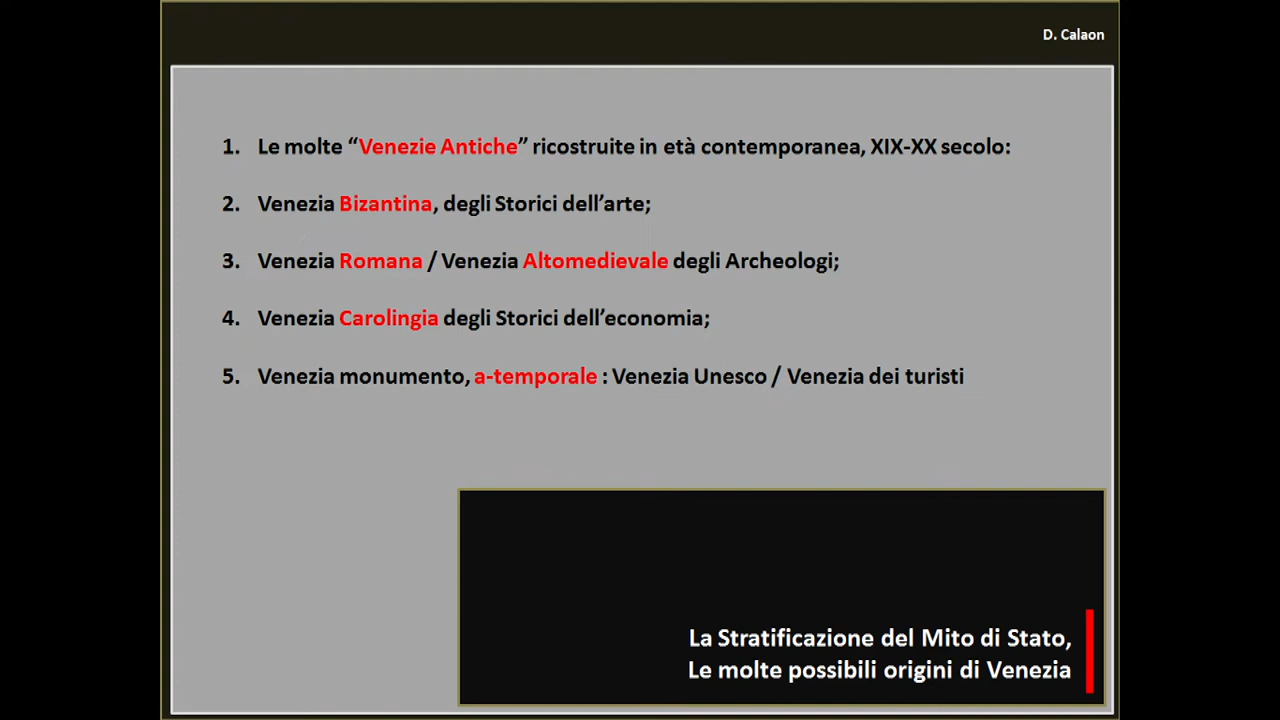 D. Calaon
1. Le molte “Venezie Antiche” ricostruite in età contemporanea, XIX-XX secolo:
2. Venezia Bizantina, degli Storici dell’arte;
3. Venezia Romana / Venezia Altomedievale degli Archeologi;
4. Venezia Carolingia degli Storici dell’economia;
5. Venezia monumento, a-temporale : Venezia Unesco / Venezia dei turisti
La Stratificazione del Mito di Stato,
Le molte possibili origini di Venezia